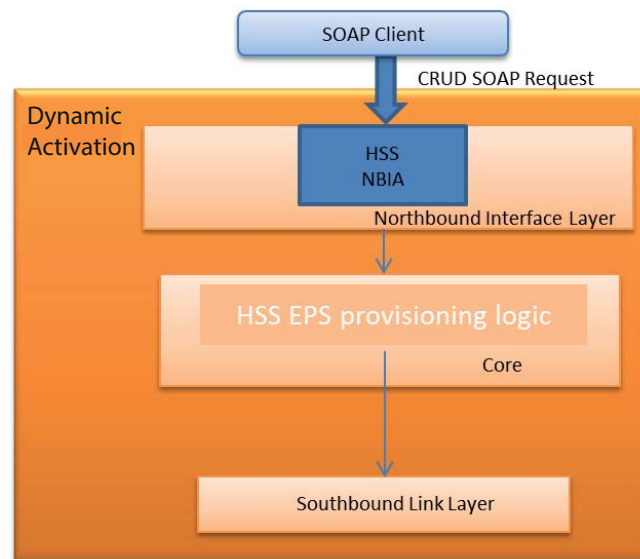 SOAP Client
CRUD SOAP Request
Dynamic
Activation
HSS
NBIA
Northbound Interface Layer
HSS EPS provisioning logic
Core
Southbound Link Layer